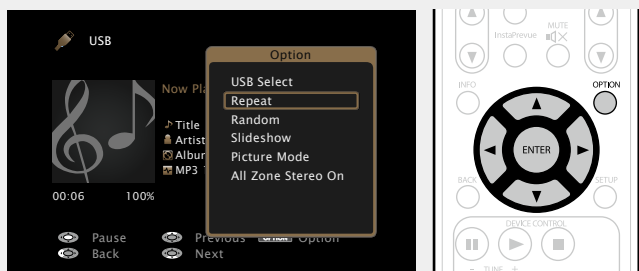 USB
Option
USB Select
Now Pla
Repeat
Random
Title
Slideshow
Artist
Picture Mode
Album
MP3
All Zone Stereo On
00:06 100%
Pause Previous OPTION Option
Back Next
InstaPrevue
MUTE
INFO
OPTION
ENTER
BACK
SETUP
DEVICE CONTROL
- TUNE +